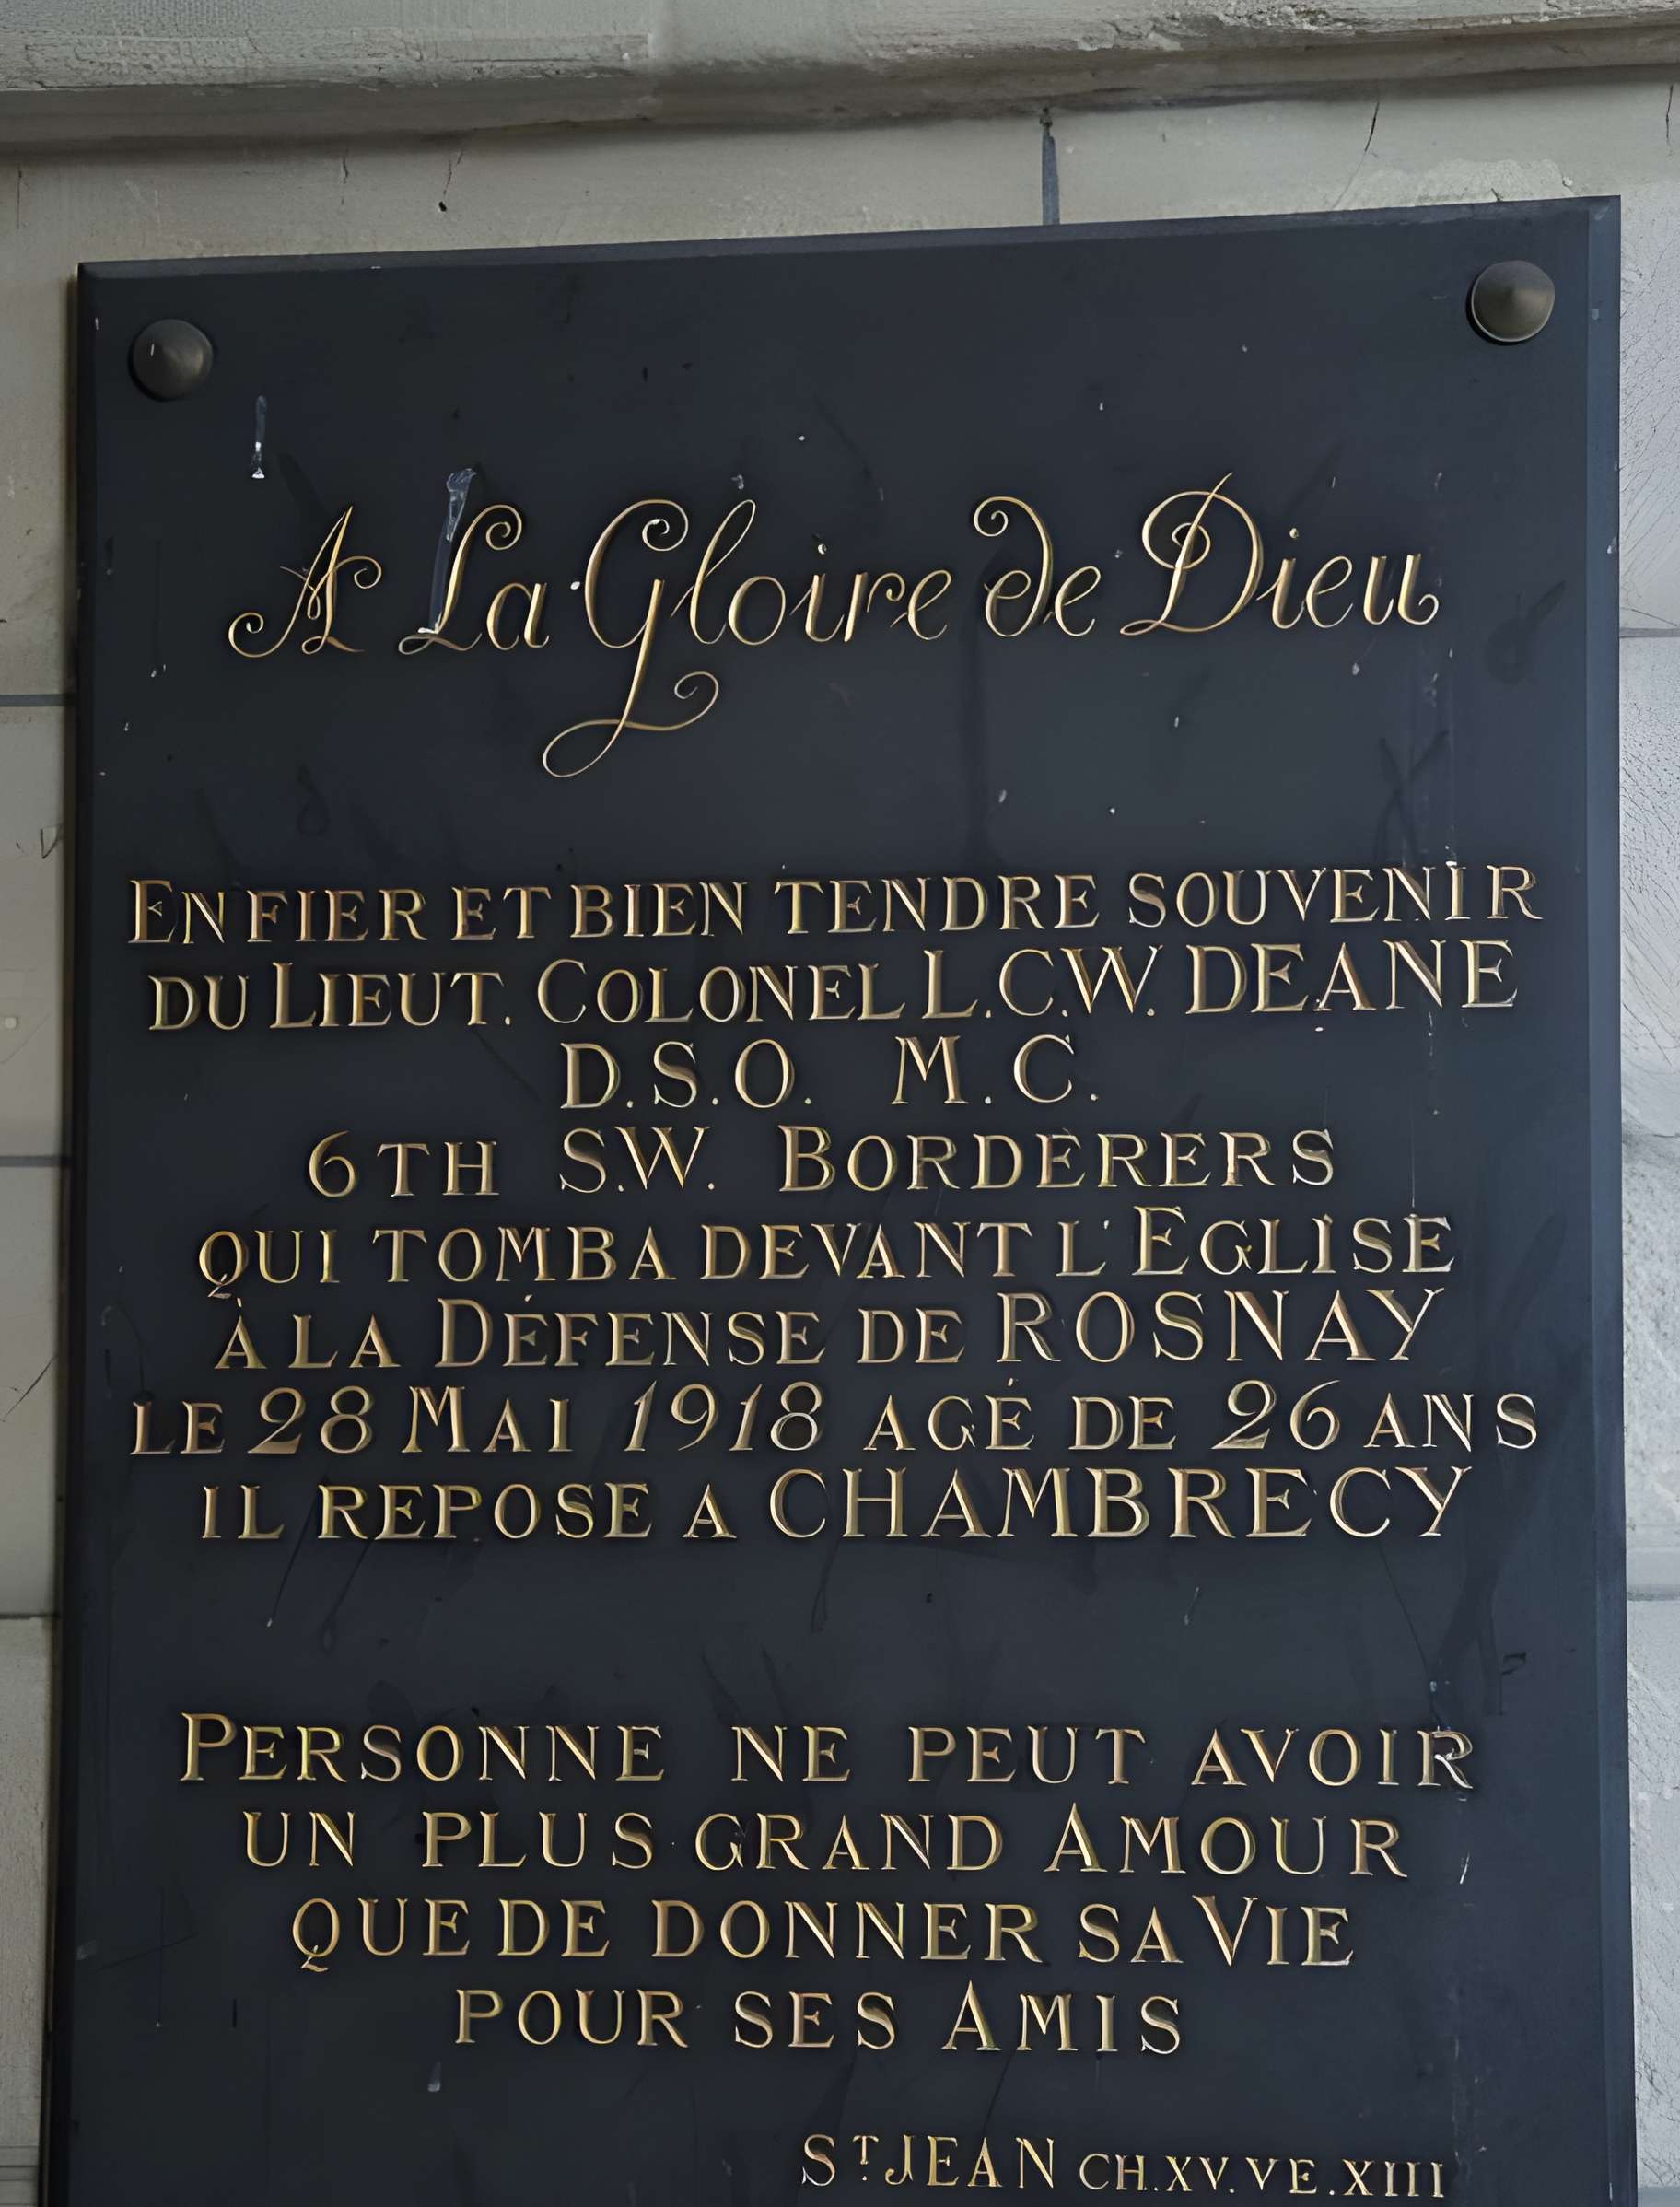 A La Gloire de Dieu
EN FIER ET BIEN TENDRE SOUVENIR
DU LIEUT. COLONEL L.C.W. DEANE
D.S.O. M.C.
6TH S.W. BORDERERS
QUI TOMBA DEVANT L'EGLISE
À LA DÉFENSE DE ROSNAY
LE 28 MAI 1918 AGÉ DE 26 ANS
IL REPOSE A CHAMBRECY
PERSONNE NE PEUT AVOIR
UN PLUS GRAND AMOUR
QUE DE DONNER SA VIE
POUR SES AMIS
ST JEAN CH.XV.VE.XIII